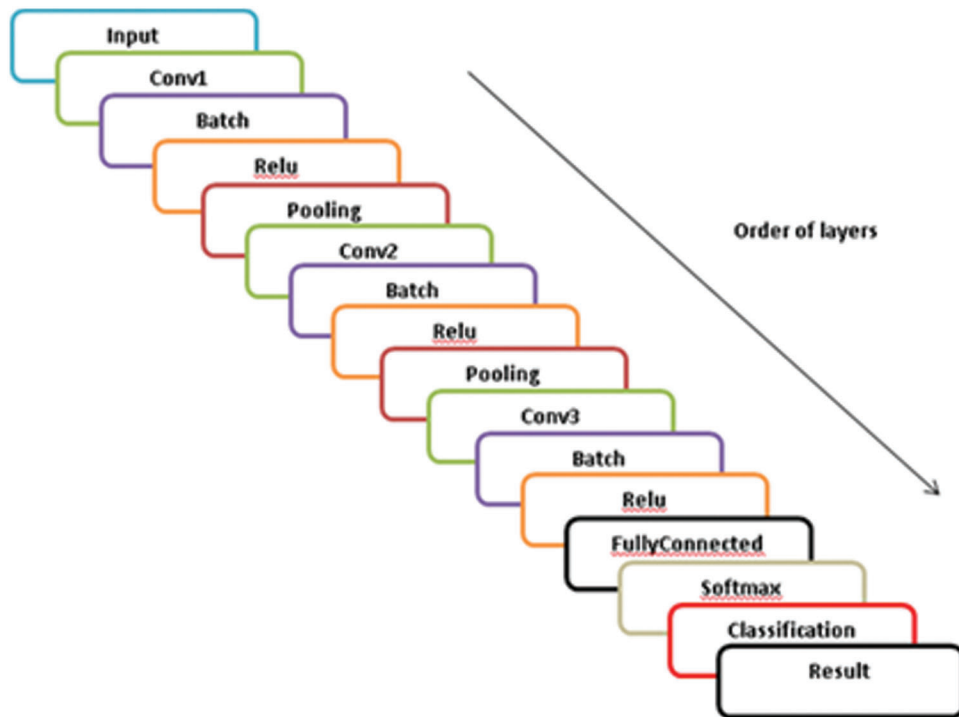 Input
Conv1
Batch
Relu
Pooling
Conv2
Batch
Relu
Pooling
Conv3
Batch
Relu
FullyConnected
Softmax
Classification
Result
Order of layers